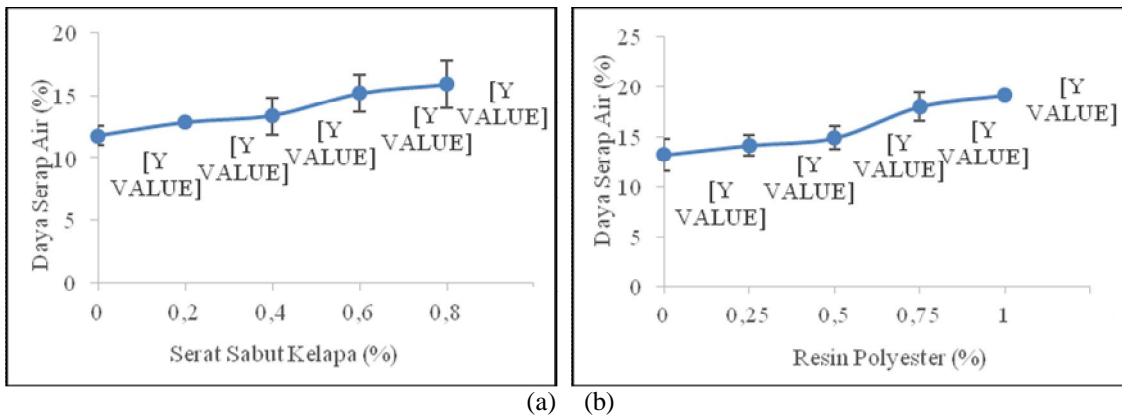 20
15
10
5
0
Daya Serap Air (%)
[Y
VALUE]
[Y
VALUE]
[Y
VALUE]
[Y
VALUE]
[Y
VALUE]
0
0,2
0,4
0,6
0,8
Serat Sabut Kelapa (%)
25
20
15
10
5
0
Daya Serap Air (%)
[Y
VALUE]
[Y
VALUE]
[Y
VALUE]
[Y
VALUE]
[Y
VALUE]
0
0,25
0,5
0,75
1
Resin Polyester (%)
(a) (b)